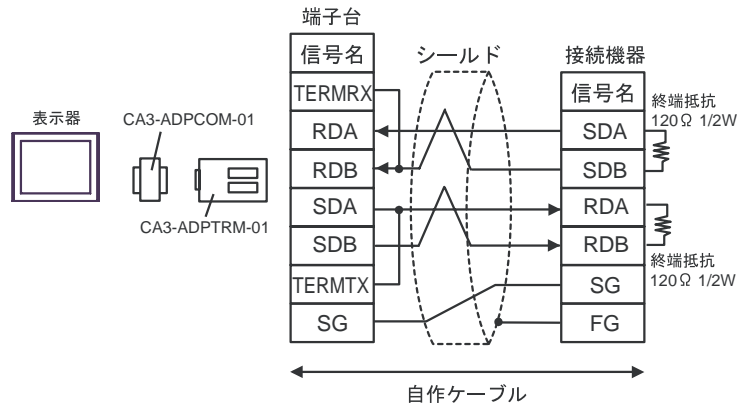 端子台
信号名
TERMRX
RDA
RDB
SDA
SDB
TERMTX
SG
シールド
接続機器
信号名
SDA
SDB
RDA
RDB
SG
FG
終端抵抗
120Ω 1/2W
終端抵抗
120Ω 1/2W
表示器
CA3-ADPCOM-01
CA3-ADPTRM-01
自作ケーブル